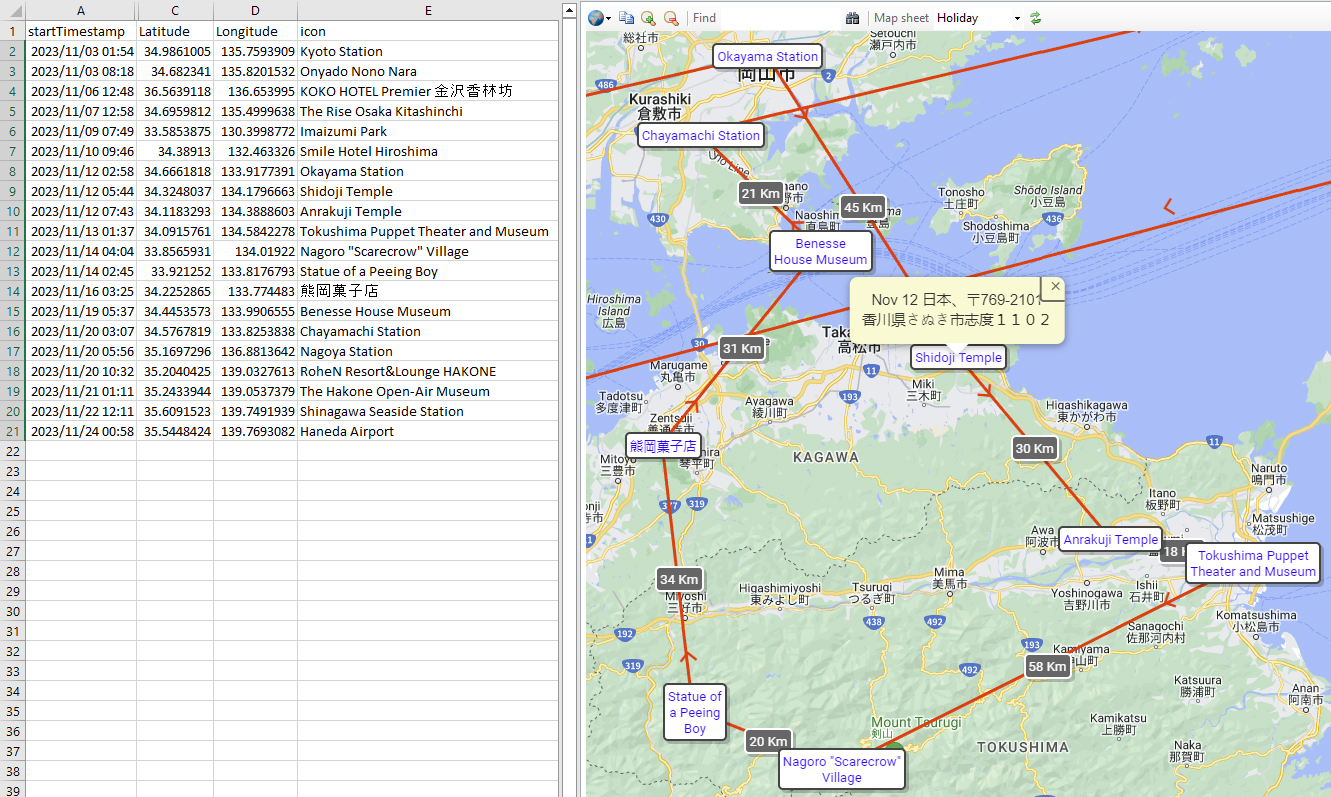 A C D E
1 startTimestamp Latitude Longitude icon
2 2023/11/03 01:54 34.9861005 135.7593909 Kyoto Station
3 2023/11/03 08:18 34.682341 135.8201532 Onyado Nono Nara
4 2023/11/06 12:48 36.5639118 136.653995 KOKO HOTEL Premier 金沢香林坊
5 2023/11/07 12:58 34.6959812 135.4999638 The Rise Osaka Kitashinchi
6 2023/11/09 07:49 33.5853875 130.3998772 Imaizumi Park
7 2023/11/10 09:46 34.38913 132.463326 Smile Hotel Hiroshima
8 2023/11/12 02:58 34.6661818 133.9177391 Okayama Station
9 2023/11/12 05:44 34.3248037 134.1796663 Shidoji Temple
10 2023/11/12 07:43 34.1183293 134.3888603 Anrakuji Temple
11 2023/11/13 01:37 34.0915761 134.5842278 Tokushima Puppet Theater and Museum
12 2023/11/14 04:04 33.8565931 134.01922 Nagoro "Scarecrow" Village
13 2023/11/14 02:45 33.921252 133.8176793 Statue of a Peeing Boy
14 2023/11/16 03:25 34.2252865 133.774483 熊岡菓子店
15 2023/11/19 05:37 34.4453573 133.9906555 Benesse House Museum
16 2023/11/20 03:07 34.5767819 133.8253838 Chayamachi Station
17 2023/11/20 05:56 35.1697296 136.8813642 Nagoya Station
18 2023/11/20 10:32 35.2040425 139.0327613 RoheN Resort&Lounge HAKONE
19 2023/11/21 01:11 35.2433944 139.0537379 The Hakone Open-Air Museum
20 2023/11/22 12:11 35.6091523 139.7491939 Shinagawa Seaside Station
21 2023/11/24 00:58 35.5448424 139.7693082 Haneda Airport
22
23
24
25
26
27
28
29
30
31
32
33
34
35
36
37
38
39
Find Map sheet Holiday
総社市
Setouchi
瀬戸内市
Okayama Station
岡山市
2
486
Kurashiki
倉敷市
Chayamachi Station
Uno Line
21 Km
45 Km
430
Tonosho
土庄町
Shōdo Island
小豆島
436
Shodoshima
小豆島町
Benesse
House Museum
Nov 12 日本、〒769-2101
香川県さぬき市志度１１０２
Hiroshima
Island
広島
30
31 Km
高松市
Shidoji Temple
Marugame
丸亀市
11
Miki
三木町
193
Tadotsu
多度津町
Ayagawa
綾川町
Higashikagawa
東かがわ市
Zentsuji
熊岡菓子店
琴平町
三豊市
KAGAWA
30 Km
11
Naruto
鳴門市
319
Itano
板野町
Matsushige
松茂町
Awa
阿波市
Anrakuji Temple
Tokushima Puppet
Theater and Museum
34 Km
Miyoshi
三好市
Higashimiyoshi
東みよし町
Tsurugi
つるぎ町
Mima
美馬市
Yoshinogawa
吉野川市
Ishii
石井町
438
492
192
193
Sanagochi
佐那河内村
Komatsushima
小松島市
319
492
Kamiyama
58 Km
Katsuura
勝浦町
Anan
阿南市
Statue of
a Peeing
Boy
Mount Tsurugi
剣山
Kamikatsu
上勝町
20 Km
TOKUSHIMA
Naka
那賀町
Nagoro "Scarecrow"
Village